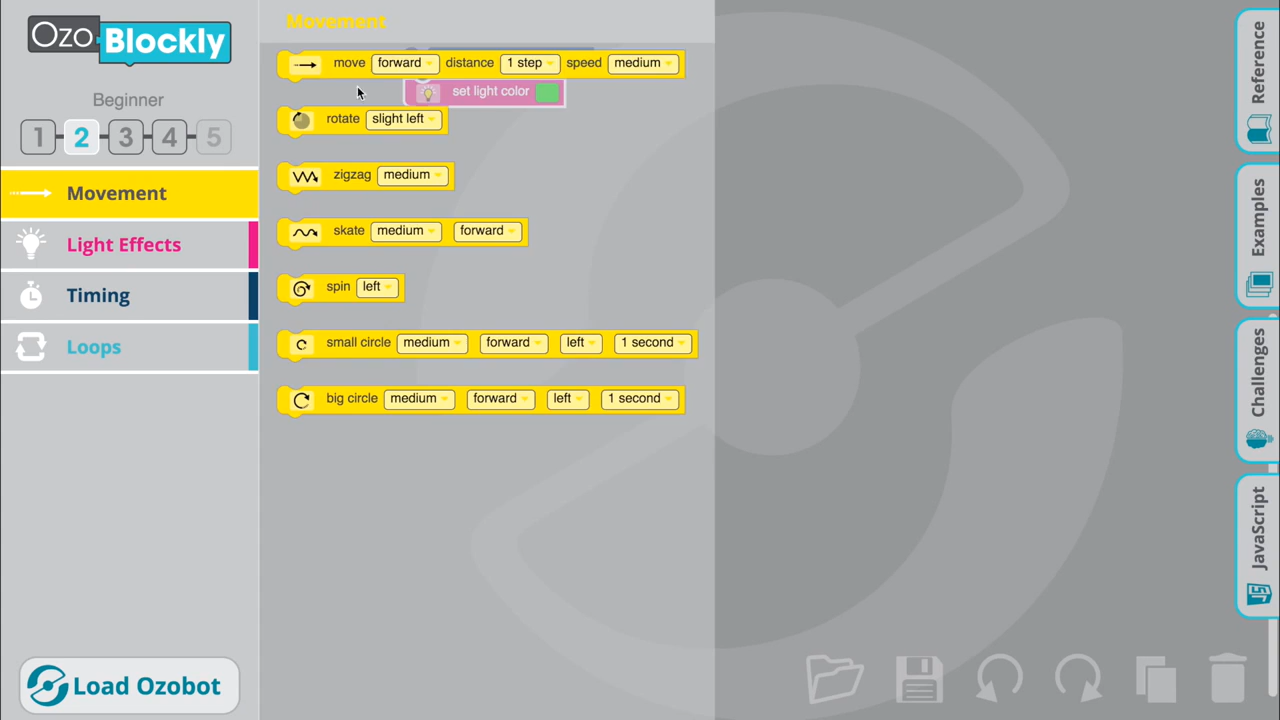 Ozo Blockly
Beginner
1 2 3 4 5
Movement
Light Effects
Timing
Loops
Load Ozobot
Movement
move forward distance 1 step speed medium
set light color
rotate slight left
zigzag medium
skate medium forward
spin left
small circle medium forward left 1 second
big circle medium forward left 1 second
Reference
Examples
Challenges
JavaScript
JS